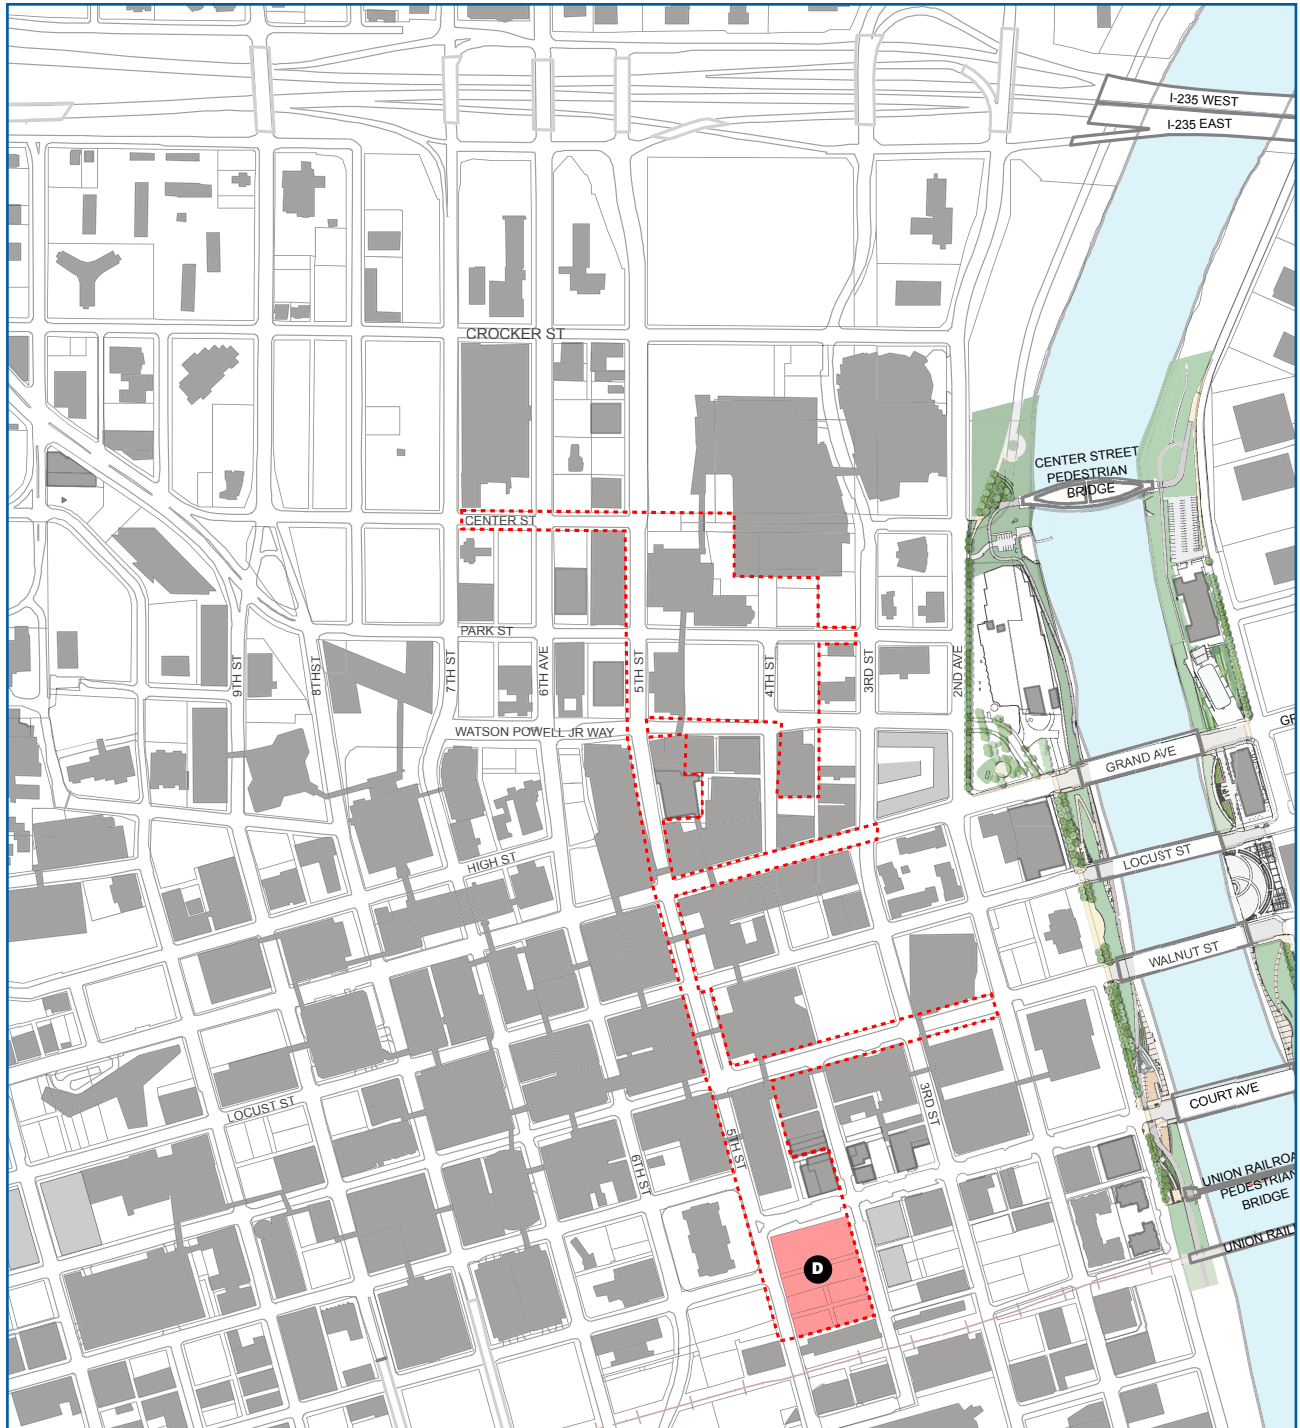 I-235 WEST
I-235 EAST
CROCKER ST
CENTER STREET
PEDESTRIAN
BRIDGE
CENTER ST
PARK ST
9TH ST
8TH ST
7TH ST
6TH AVE
5TH ST
4TH ST
3RD ST
2ND AVE
WATSON POWELL JR WAY
GR
GRAND AVE
HIGH ST
LOCUST ST
WALNUT ST
COURT AVE
LOCUST ST
3RD ST
5TH ST
6TH ST
UNION RAILROA
PEDESTRIAN
BRIDGE
UNION RAIL
D